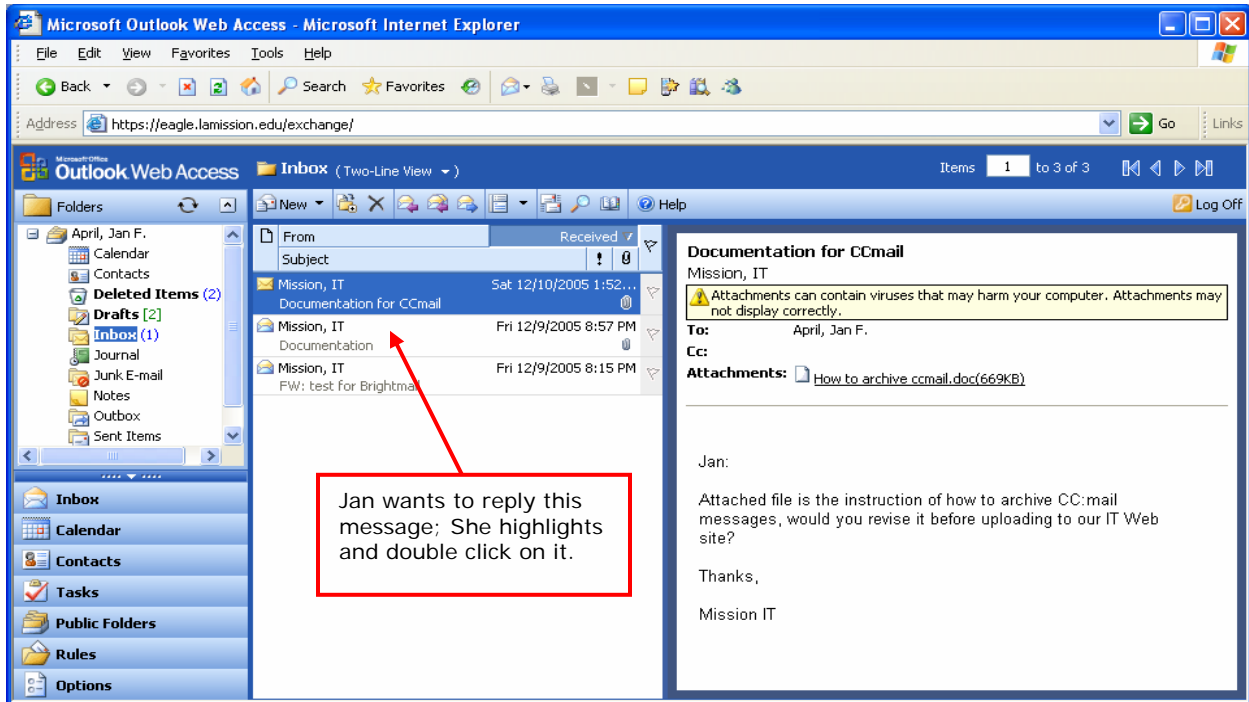 Microsoft Outlook Web Access - Microsoft Internet Explorer
File Edit View Favorites Tools Help
Back Search Favorites
Address https://eagle.lamission.edu/exchange/ Go Links
Microsoft Office
Outlook Web Access Inbox (Two-Line View) Items 1 to 3 of 3
Folders New Help Log Off
April, Jan F.
Calendar
Contacts
Deleted Items (2)
Drafts [2]
Inbox (1)
Journal
Junk E-mail
Notes
Outbox
Sent Items
Inbox
Calendar
Contacts
Tasks
Public Folders
Rules
Options
From Received
Subject
Mission, IT Sat 12/10/2005 1:52...
Documentation for CCmail
Mission, IT Fri 12/9/2005 8:57 PM
Documentation
Mission, IT Fri 12/9/2005 8:15 PM
FW: test for Brightmail
Jan wants to reply this
message; She highlights
and double click on it.
Documentation for CCmail
Mission, IT
Attachments can contain viruses that may harm your computer. Attachments may
not display correctly.
To: April, Jan F.
Cc:
Attachments: How to archive ccmail.doc(669KB)
Jan:
Attached file is the instruction of how to archive CC:mail
messages, would you revise it before uploading to our IT Web
site?
Thanks,
Mission IT